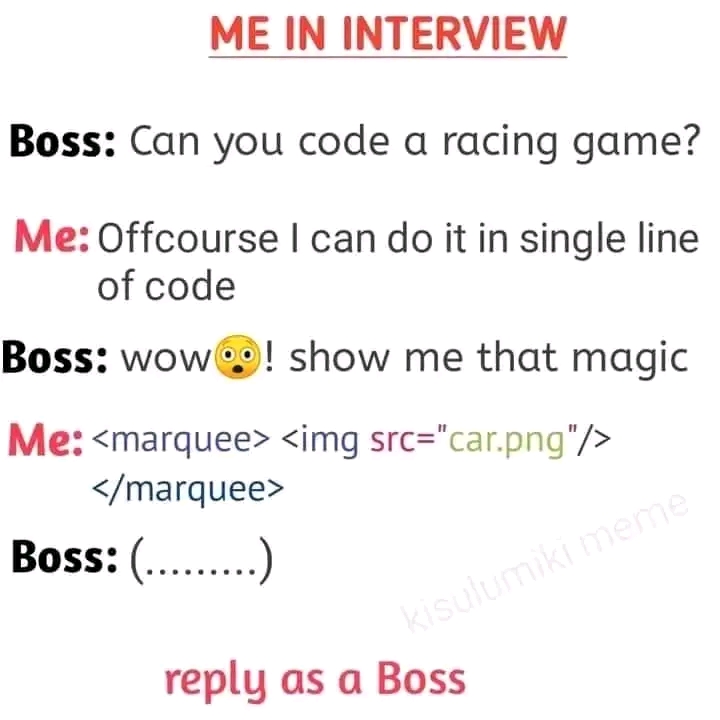 ME IN INTERVIEW
Boss: Can you code a racing game?
Me: Offcourse I can do it in single line
of code
Boss: wow😲! show me that magic
Me: <marquee> <img src="car.png"/>
</marquee>
Boss: (.........)
kisulumiki meme
reply as a Boss